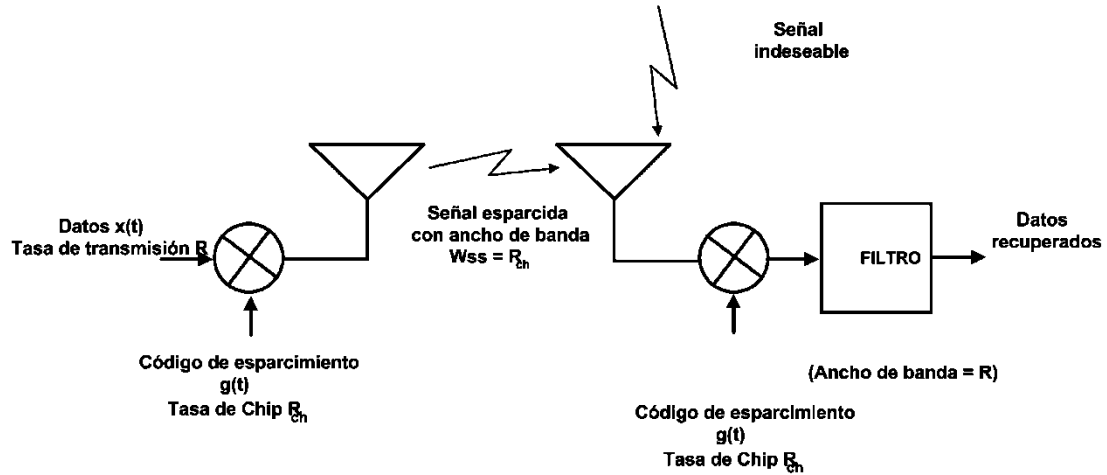 Señal
indeseable
Datos x(t)
Tasa de transmisión R
Señal esparcida
con ancho de banda
Wss = Rch
Datos
recuperados
FILTRO
Código de esparcimiento
g(t)
Tasa de Chip Rch
(Ancho de banda = R)
Código de esparcimiento
g(t)
Tasa de Chip Rch